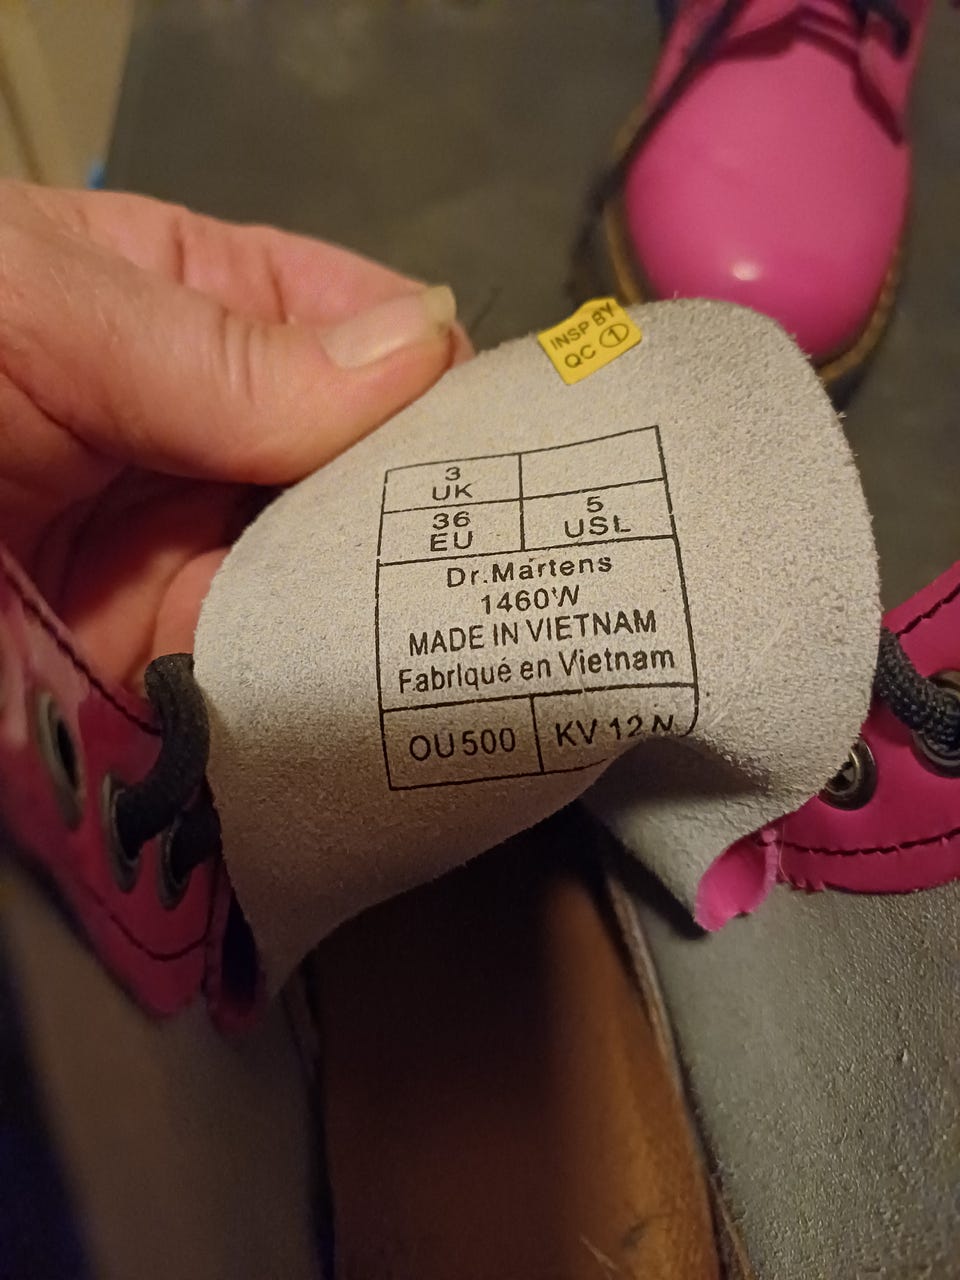 INSP BY
QC 1
3
UK
36
EU
5
USL
Dr.Martens
1460W
MADE IN VIETNAM
Fabriqué en Vietnam
OU500
KV 12 N